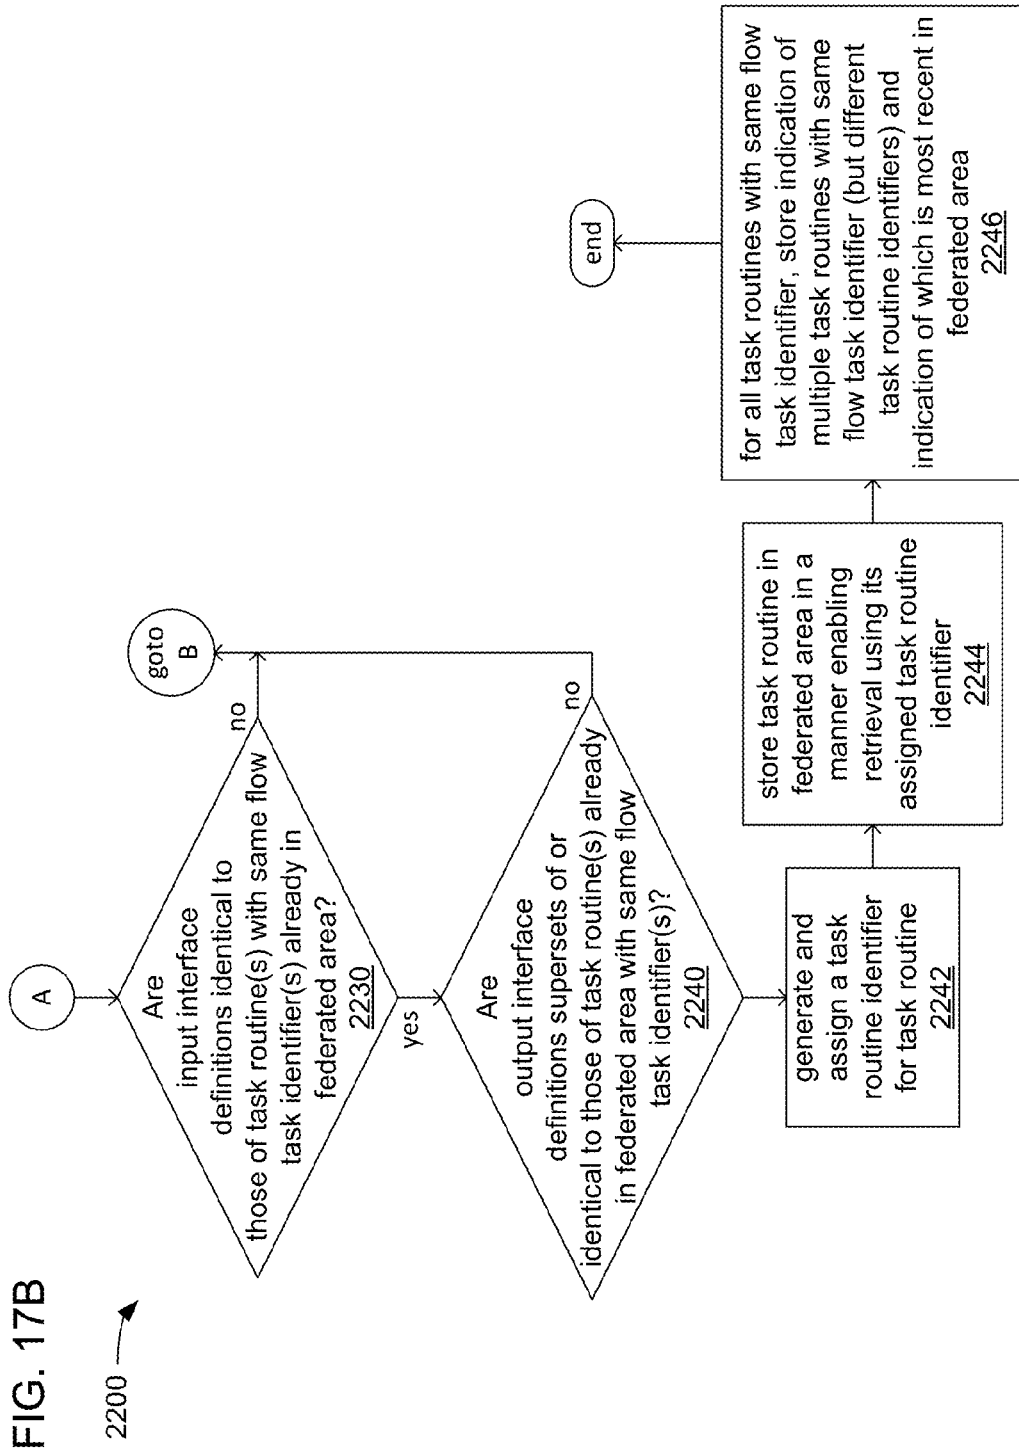 FIG. 17B
2200
A
Are
input interface
definitions identical to
those of task routine(s) with same flow
task identifier(s) already in
federated area?
2230
no
goto
B
yes
Are
output interface
definitions supersets of or
identical to those of task routine(s) already
in federated area with same flow
task identifier(s)?
2240
no
generate and
assign a task
routine identifier
for task routine
2242
store task routine in
federated area in a
manner enabling
retrieval using its
assigned task routine
identifier
2244
for all task routines with same flow
task identifier, store indication of
multiple task routines with same
flow task identifier (but different
task routine identifiers) and
indication of which is most recent in
federated area
2246
end